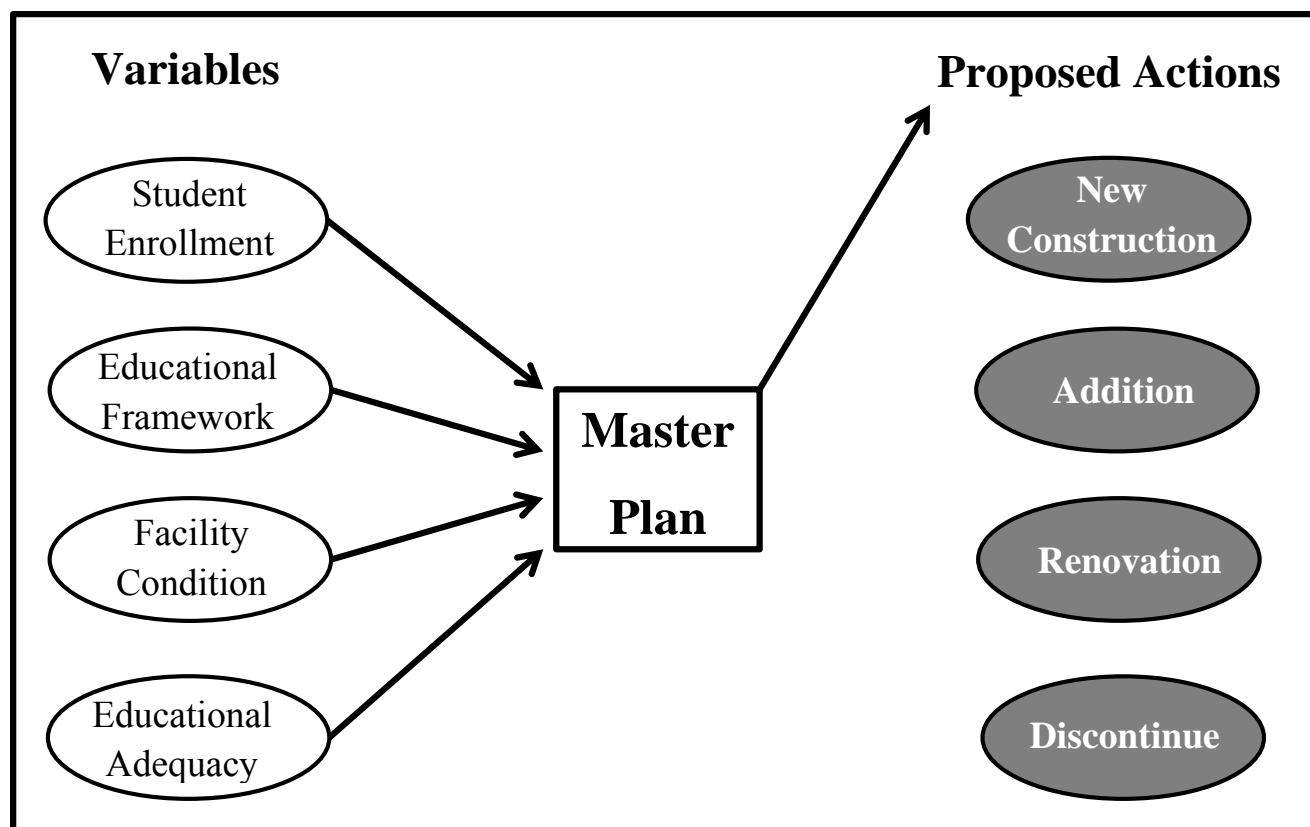 Variables
Proposed Actions
Student
Enrollment
New
Construction
Educational
Framework
Addition
Master
Plan
Facility
Condition
Renovation
Educational
Adequacy
Discontinue